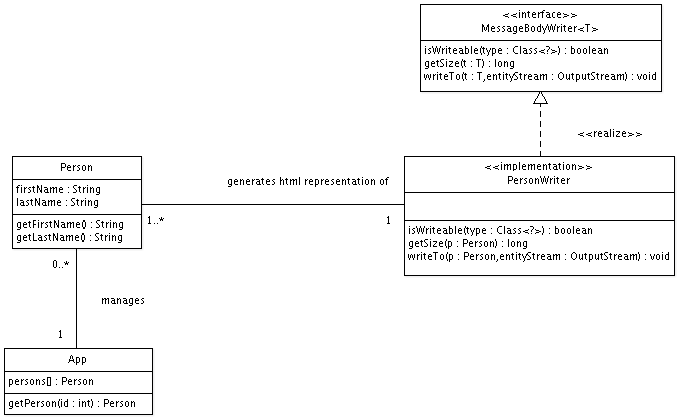 <<interface>>
MessageBodyWriter<T>
isWriteable(type : Class<?>) : boolean
getSize(t : T) : long
writeTo(t : T,entityStream : OutputStream) : void
<<realize>>
Person
firstName : String
lastName : String
getFirstName() : String
getLastName() : String
generates html representation of
1..*
1
<<implementation>>
PersonWriter
isWriteable(type : Class<?>) : boolean
getSize(p : Person) : long
writeTo(p : Person,entityStream : OutputStream) : void
0..*
manages
1
App
persons[] : Person
getPerson(id : int) : Person